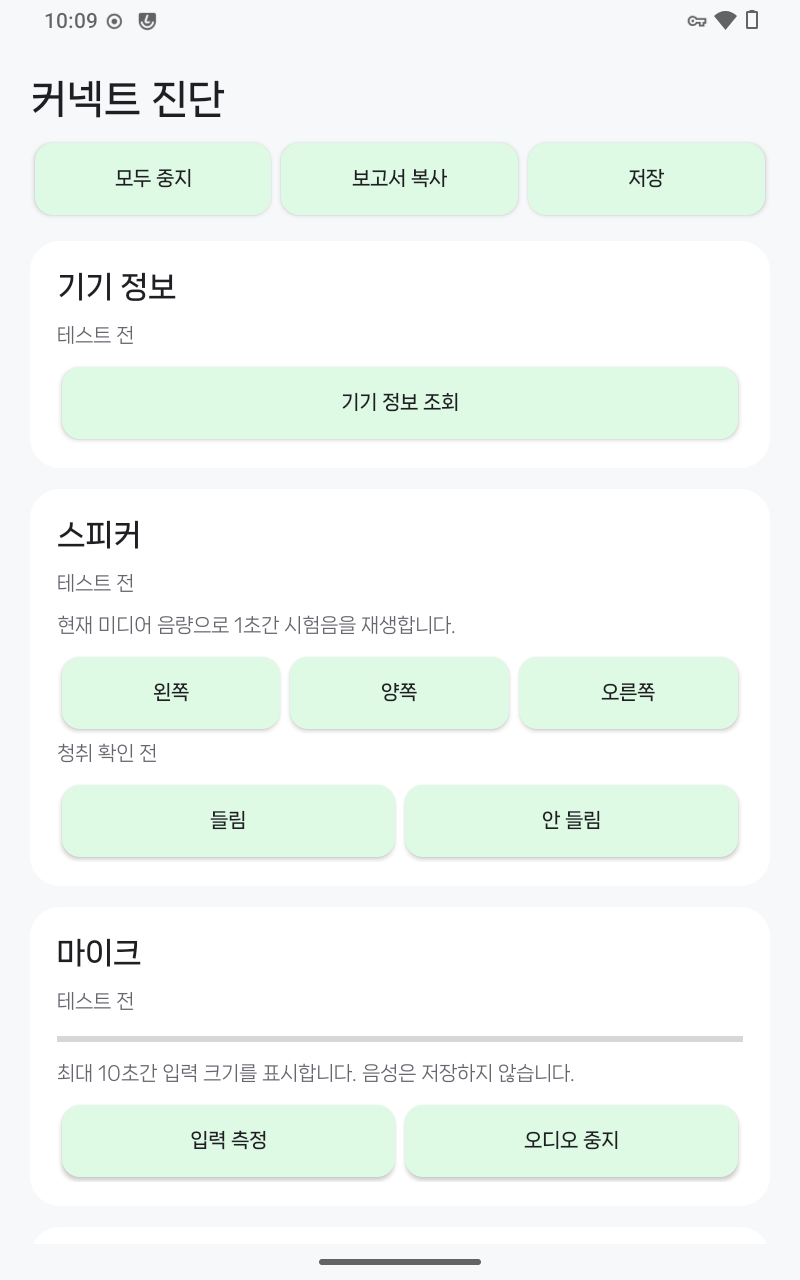 10:09
커넥트 진단
모두 중지
보고서 복사
저장
기기 정보
테스트 전
기기 정보 조회
스피커
테스트 전
현재 미디어 음량으로 1초간 시험음을 재생합니다.
왼쪽
양쪽
오른쪽
청취 확인 전
들림
안 들림
마이크
테스트 전
최대 10초간 입력 크기를 표시합니다. 음성은 저장하지 않습니다.
입력 측정
오디오 중지